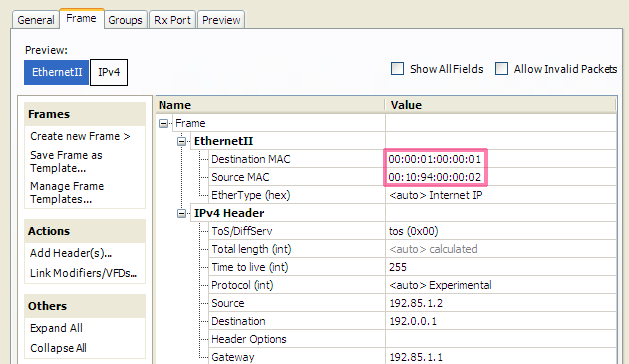 General Frame Groups Rx Port Preview
Preview:
EthernetII IPv4
Show All Fields Allow Invalid Packets
Frames
Create new Frame >
Save Frame as
Template...
Manage Frame
Templates...
Actions
Add Header(s)...
Link Modifiers/VFDs...
Others
Expand All
Collapse All
Name Value
Frame
EthernetII
Destination MAC 00:00:01:00:00:01
Source MAC 00:10:94:00:00:02
EtherType (hex) <auto> Internet IP
IPv4 Header
ToS/DiffServ tos (0x00)
Total length (int) <auto> calculated
Time to live (int) 255
Protocol (int) <auto> Experimental
Source 192.85.1.2
Destination 192.0.0.1
Header Options
Gateway 192.85.1.1